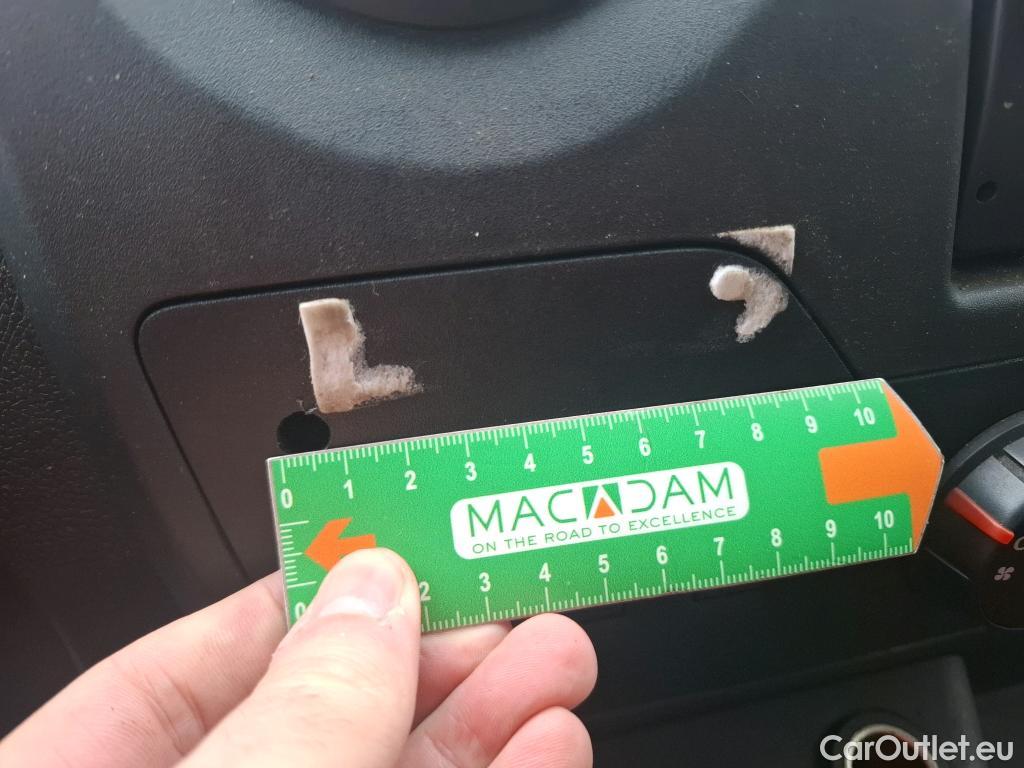 0 1 2 3 4 5 6 7 8 9 10
MACADAM
ON THE ROAD TO EXCELLENCE
0 2 3 4 5 6 7 8 9 10
CarOutlet.eu